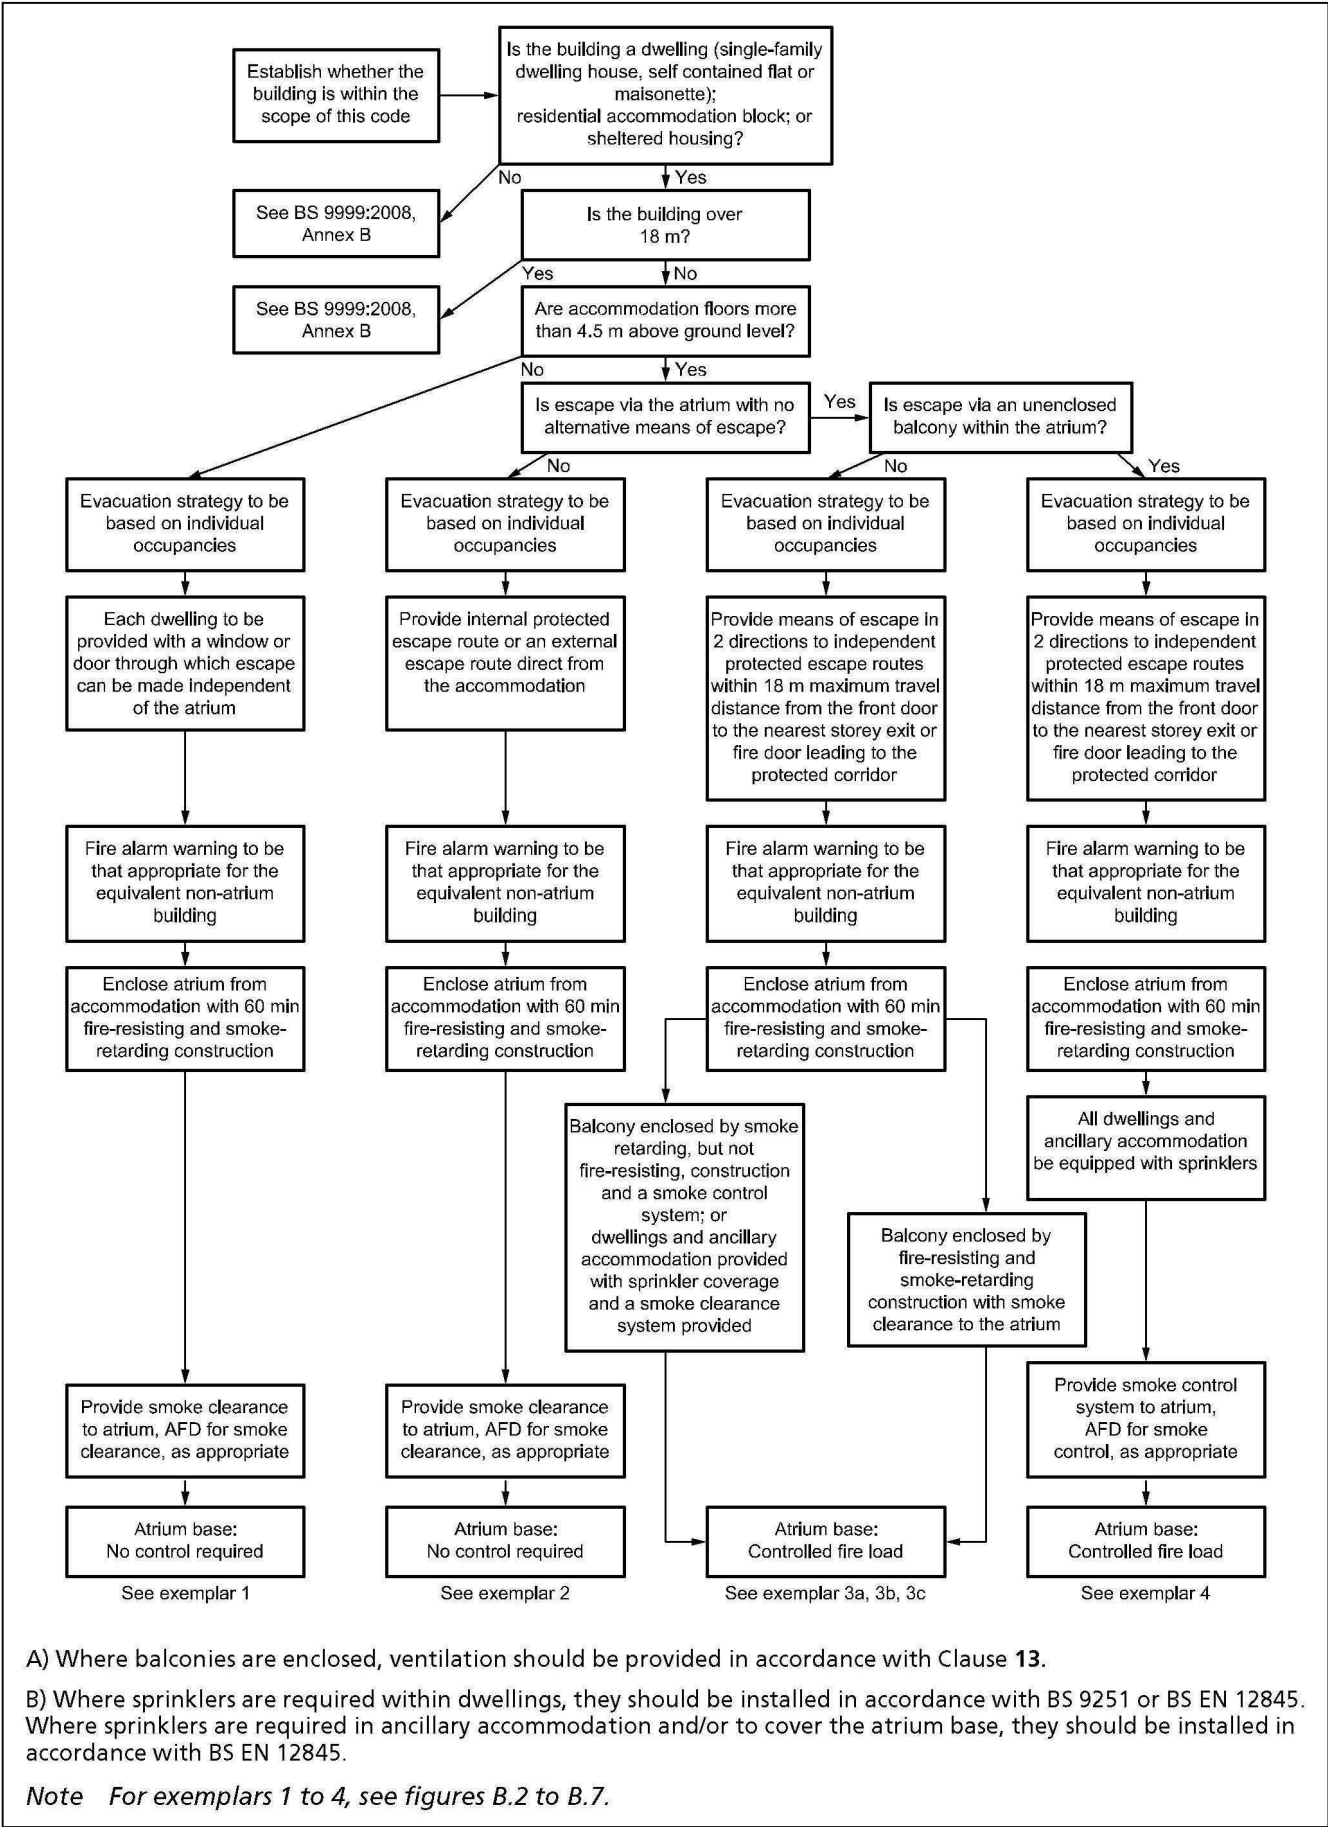 Establish whether the
building is within the
scope of this code
Is the building a dwelling (single-family
dwelling house, self contained flat or
maisonette);
residential accommodation block; or
sheltered housing?
No
Yes
See BS 9999:2008,
Annex B
Is the building over
18 m?
Yes
No
See BS 9999:2008,
Annex B
Are accommodation floors more
than 4.5 m above ground level?
No
Yes
Is escape via the atrium with no
alternative means of escape?
Yes
Is escape via an unenclosed
balcony within the atrium?
No
No
Yes
Evacuation strategy to be
based on individual
occupancies
Evacuation strategy to be
based on individual
occupancies
Evacuation strategy to be
based on individual
occupancies
Evacuation strategy to be
based on individual
occupancies
Each dwelling to be
provided with a window or
door through which escape
can be made independent
of the atrium
Provide internal protected
escape route or an external
escape route direct from
the accommodation
Provide means of escape in
2 directions to independent
protected escape routes
within 18 m maximum travel
distance from the front door
to the nearest storey exit or
fire door leading to the
protected corridor
Provide means of escape in
2 directions to independent
protected escape routes
within 18 m maximum travel
distance from the front door
to the nearest storey exit or
fire door leading to the
protected corridor
Fire alarm warning to be
that appropriate for the
equivalent non-atrium
building
Fire alarm warning to be
that appropriate for the
equivalent non-atrium
building
Fire alarm warning to be
that appropriate for the
equivalent non-atrium
building
Fire alarm warning to be
that appropriate for the
equivalent non-atrium
building
Enclose atrium from
accommodation with 60 min
fire-resisting and smoke-
retarding construction
Enclose atrium from
accommodation with 60 min
fire-resisting and smoke-
retarding construction
Enclose atrium from
accommodation with 60 min
fire-resisting and smoke-
retarding construction
Enclose atrium from
accommodation with 60 min
fire-resisting and smoke-
retarding construction
Balcony enclosed by smoke
retarding, but not
fire-resisting, construction
and a smoke control
system; or
dwellings and ancillary
accommodation provided
with sprinkler coverage
and a smoke clearance
system provided
Balcony enclosed by
fire-resisting and
smoke-retarding
construction with smoke
clearance to the atrium
All dwellings and
ancillary accommodation
be equipped with sprinklers
Provide smoke clearance
to atrium, AFD for smoke
clearance, as appropriate
Provide smoke clearance
to atrium, AFD for smoke
clearance, as appropriate
Provide smoke control
system to atrium,
AFD for smoke
control, as appropriate
Atrium base:
No control required
Atrium base:
No control required
Atrium base:
Controlled fire load
Atrium base:
Controlled fire load
See exemplar 1
See exemplar 2
See exemplar 3a, 3b, 3c
See exemplar 4
A) Where balconies are enclosed, ventilation should be provided in accordance with Clause 13.
B) Where sprinklers are required within dwellings, they should be installed in accordance with BS 9251 or BS EN 12845.
Where sprinklers are required in ancillary accommodation and/or to cover the atrium base, they should be installed in
accordance with BS EN 12845.
Note For exemplars 1 to 4, see figures B.2 to B.7.